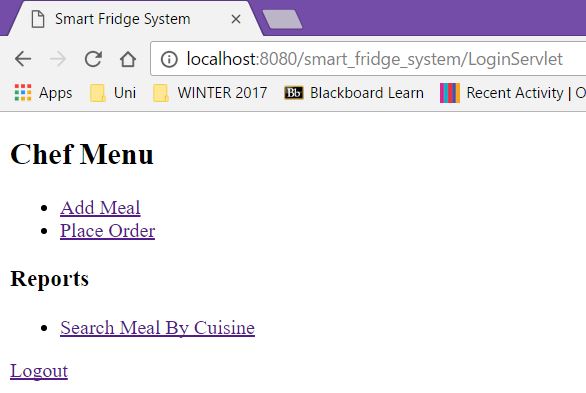 Smart Fridge System
localhost:8080/smart_fridge_system/LoginServlet
Apps Uni WINTER 2017 Bb Blackboard Learn Recent Activity | O
Chef Menu
Add Meal
Place Order
Reports
Search Meal By Cuisine
Logout